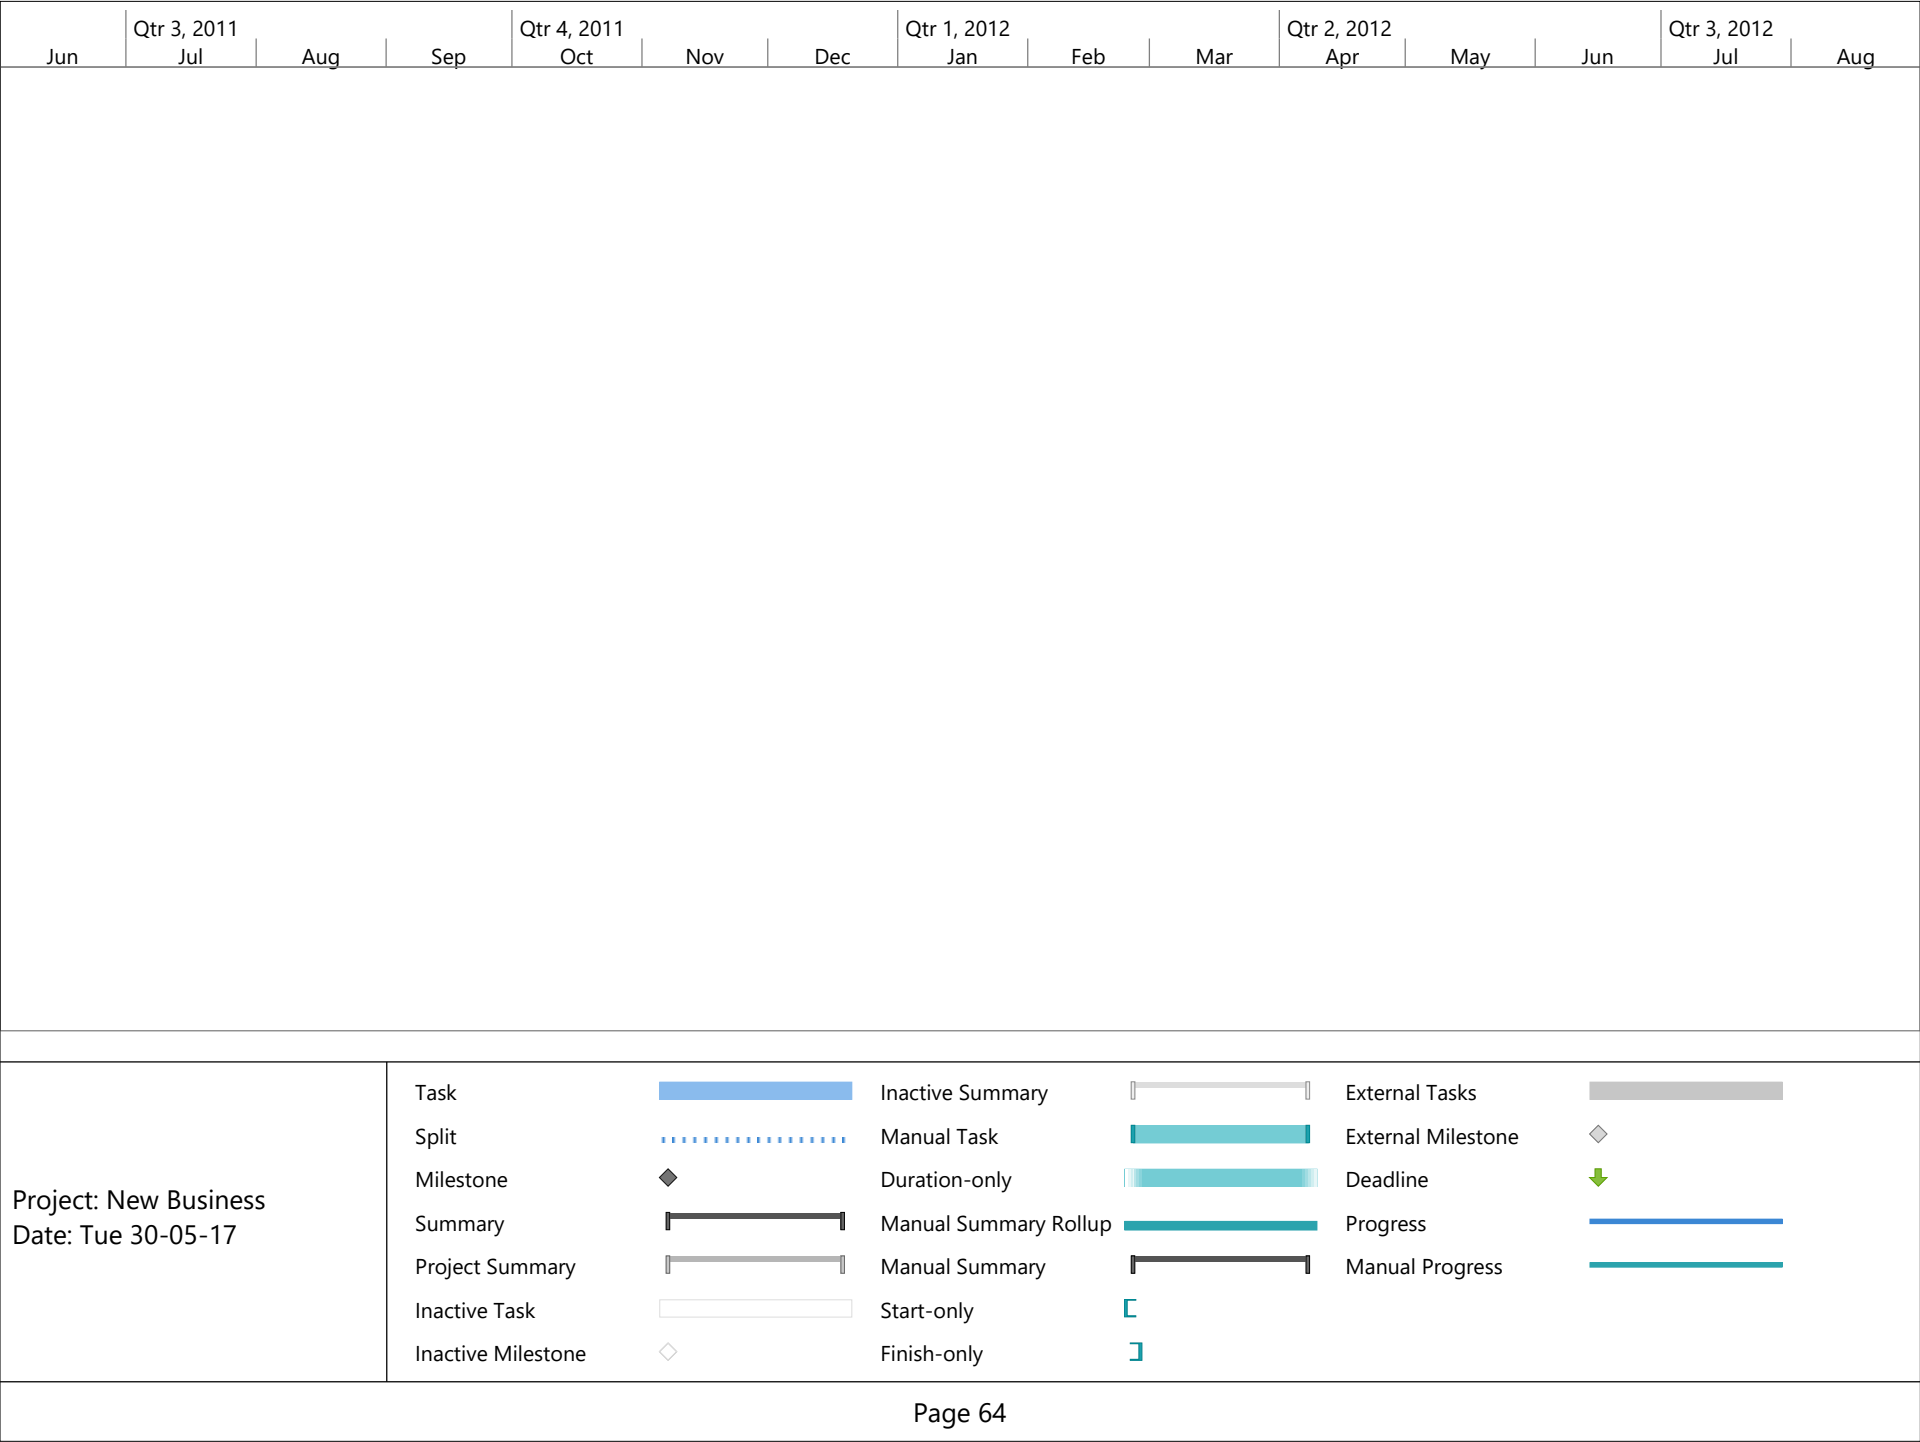 Qtr 3, 2011 Qtr 4, 2011 Qtr 1, 2012 Qtr 2, 2012 Qtr 3, 2012
Jun Jul Aug Sep Oct Nov Dec Jan Feb Mar Apr May Jun Jul Aug
Project: New Business
Date: Tue 30-05-17
Task
Split
Milestone
Summary
Project Summary
Inactive Task
Inactive Milestone
Inactive Summary
Manual Task
Duration-only
Manual Summary Rollup
Manual Summary
Start-only
Finish-only
External Tasks
External Milestone
Deadline
Progress
Manual Progress
Page 64